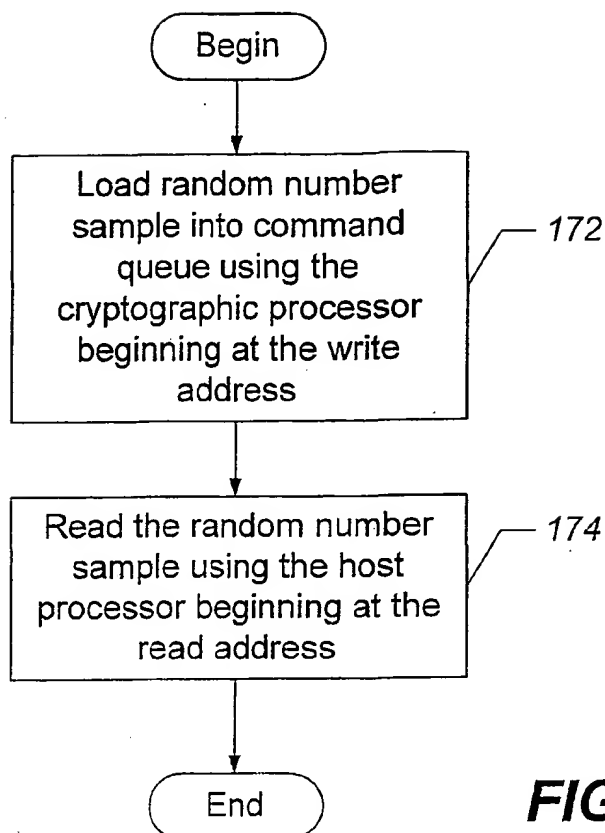 Begin
Load random number
sample into command
queue using the
cryptographic processor
beginning at the write
address
172
Read the random number
sample using the host
processor beginning at the
read address
174
End
FIG